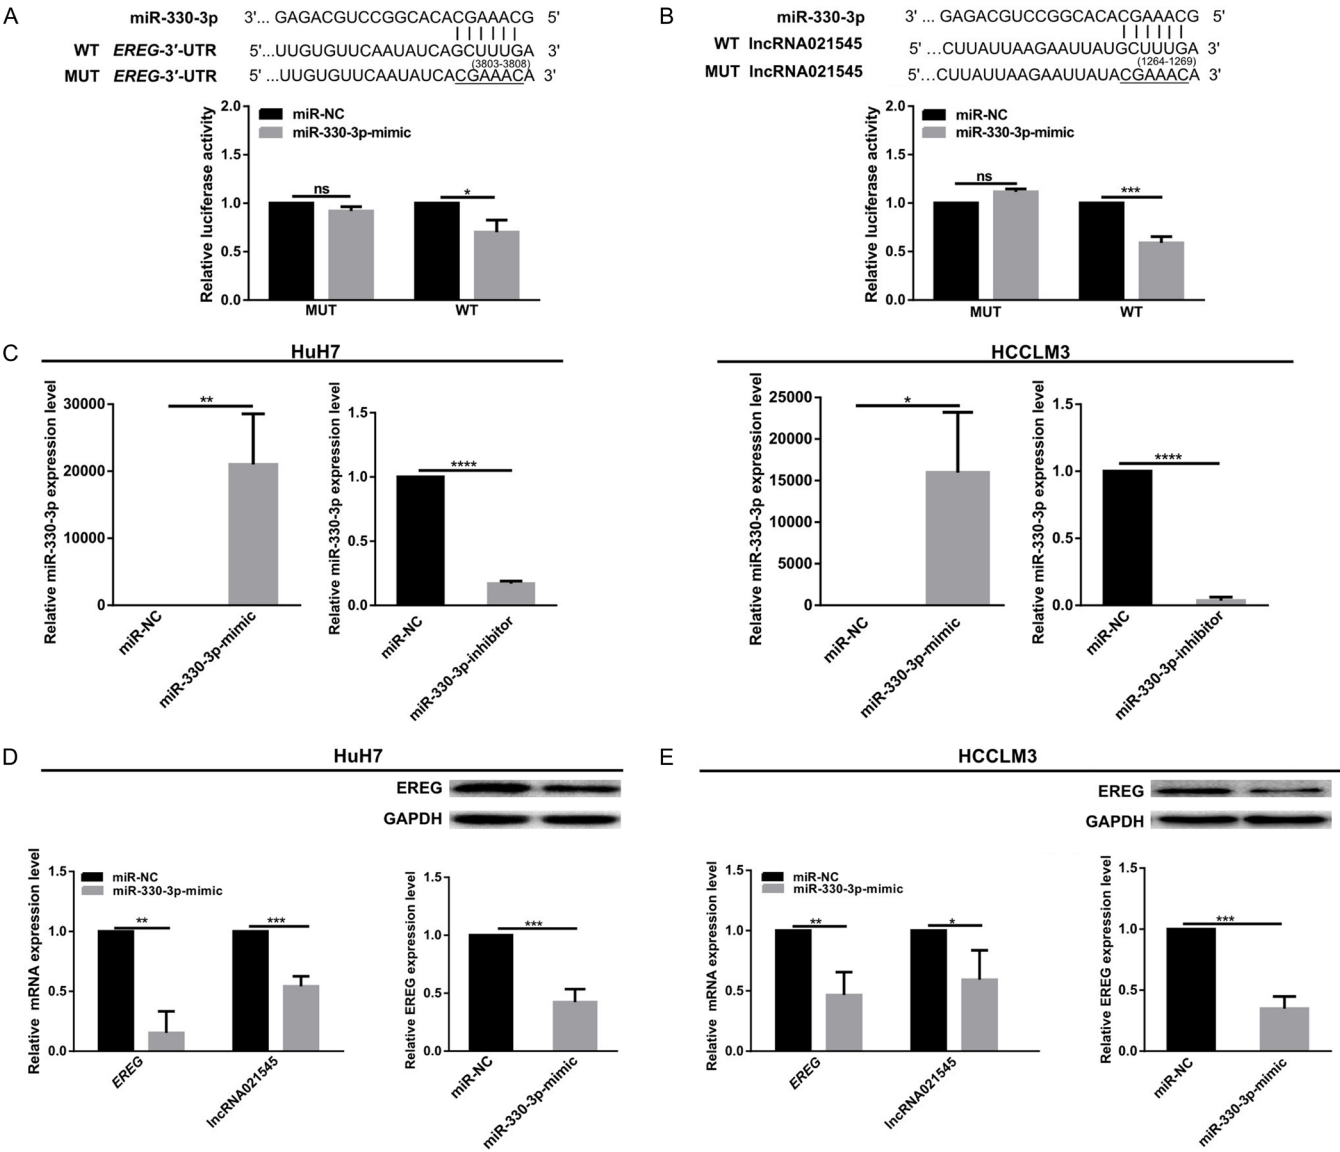 A
miR-330-3p 3'... GAGACGUCCGGCACACGAAACG 5'
WT EREG-3'-UTR 5'...UUGUGUUCAAUAUCAGCUUUGA 3'
(3803-3808)
MUT EREG-3'-UTR 5'... UUGUGUUCAAUAUCACGAAACA 3'
Relative luciferase activity
2.0
1.5
1.0
0.5
0.0
miR-NC
miR-330-3p-mimic
ns
*
MUT
WT
B
miR-330-3p 3'... GAGACGUCCGGCACACGAAACG 5'
WT lncRNA021545 5' ...CUUAUUAAGAAUUAUGCUUUGA 3'
(1264-1269)
MUT lncRNA021545 5' ...CUUAUUAAGAAUUAUACGAAACA 3'
Relative luciferase activity
2.0
1.5
1.0
0.5
0.0
miR-NC
miR-330-3p-mimic
ns
***
MUT
WT
C
HuH7
Relative miR-330-3p expression level
30000
20000
10000
0
**
miR-NC
miR-330-3p-mimic
Relative miR-330-3p expression level
1.5
1.0
0.5
0.0
****
miR-NC
miR-330-3p-inhibitor
HCCLM3
Relative miR-330-3p expression level
25000
20000
15000
10000
5000
0
*
miR-NC
miR-330-3p-mimic
Relative miR-330-3p expression level
1.5
1.0
0.5
0.0
****
miR-NC
miR-330-3p-inhibitor
D
HuH7
EREG
GAPDH
Relative mRNA expression level
1.5
1.0
0.5
0.0
miR-NC
miR-330-3p-mimic
**
***
EREG
lncRNA021545
Relative EREG expression level
1.5
1.0
0.5
0.0
***
miR-NC
miR-330-3p-mimic
E
HCCLM3
EREG
GAPDH
Relative mRNA expression level
1.5
1.0
0.5
0.0
miR-NC
miR-330-3p-mimic
**
*
EREG
lncRNA021545
Relative EREG expression level
1.5
1.0
0.5
0.0
***
miR-NC
miR-330-3p-mimic